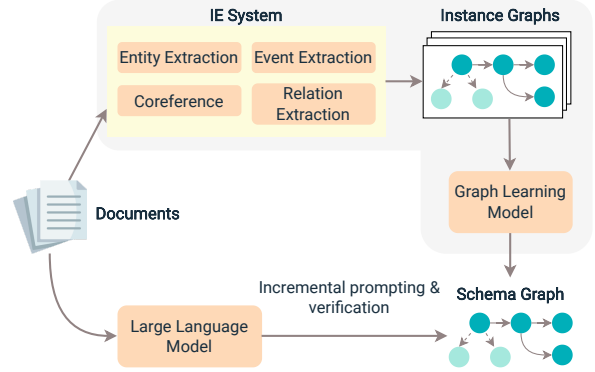 IE System
Instance Graphs
Entity Extraction
Event Extraction
Coreference
Relation
Extraction
Graph Learning
Model
Documents
Incremental prompting &
verification
Schema Graph
Large Language
Model